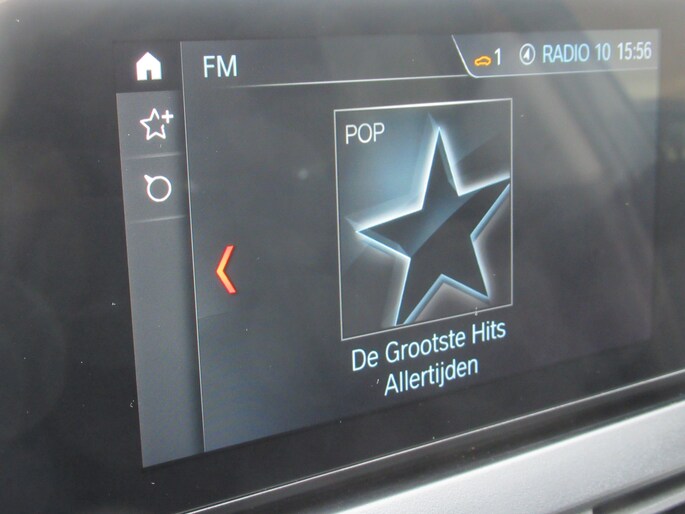 FM
1 RADIO 10 15:56
POP
De Grootste Hits
Allertijden